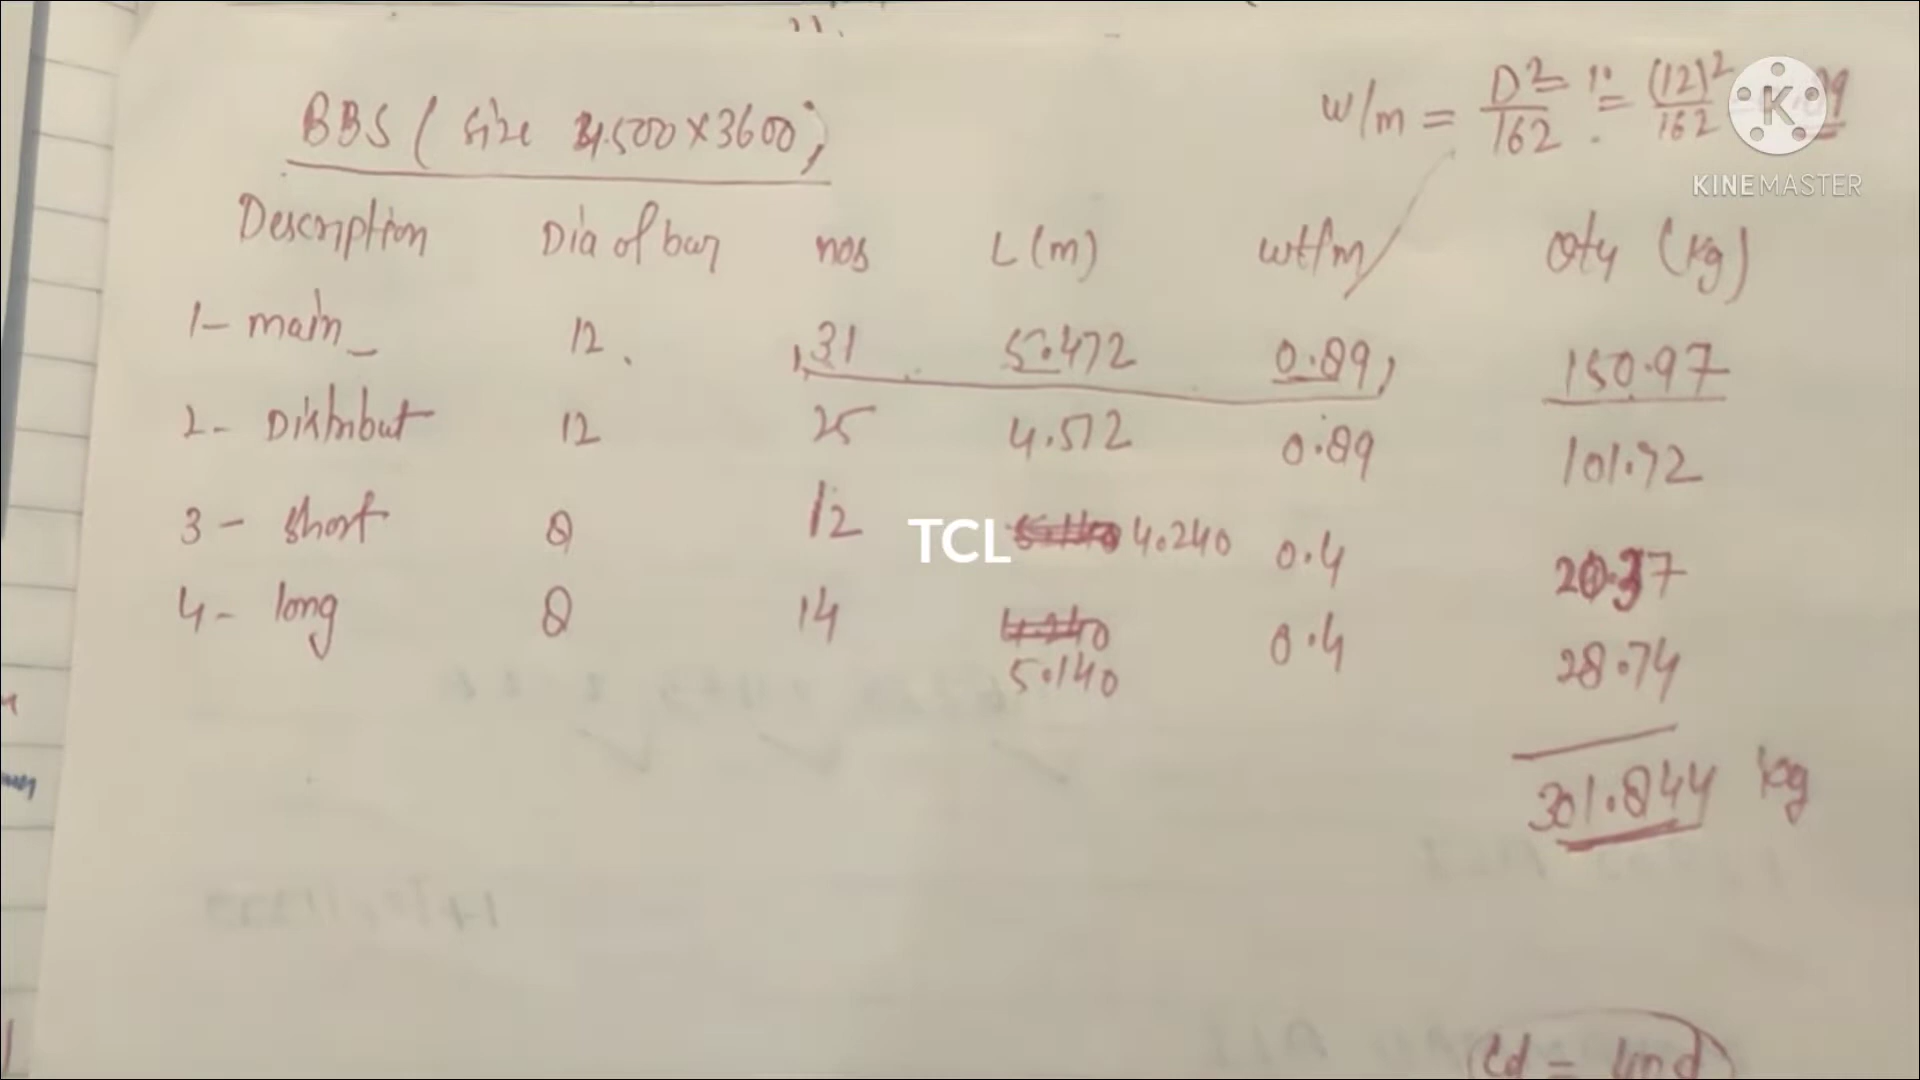 w/m = D²/162 = (12)²/162
KINEMASTER
BBS ( size 4500×3600)
Description Dia of bar nos L (m) wt/m Qty (kg)
1- main 12 31 5.472 0.89 150.97
2- Distribut 12 25 4.572 0.89 101.72
3 - short 8 12 4.240 0.4 20.37
TCL
4- long 8 14 5.140 0.4 28.74
301.844 kg
Ld =